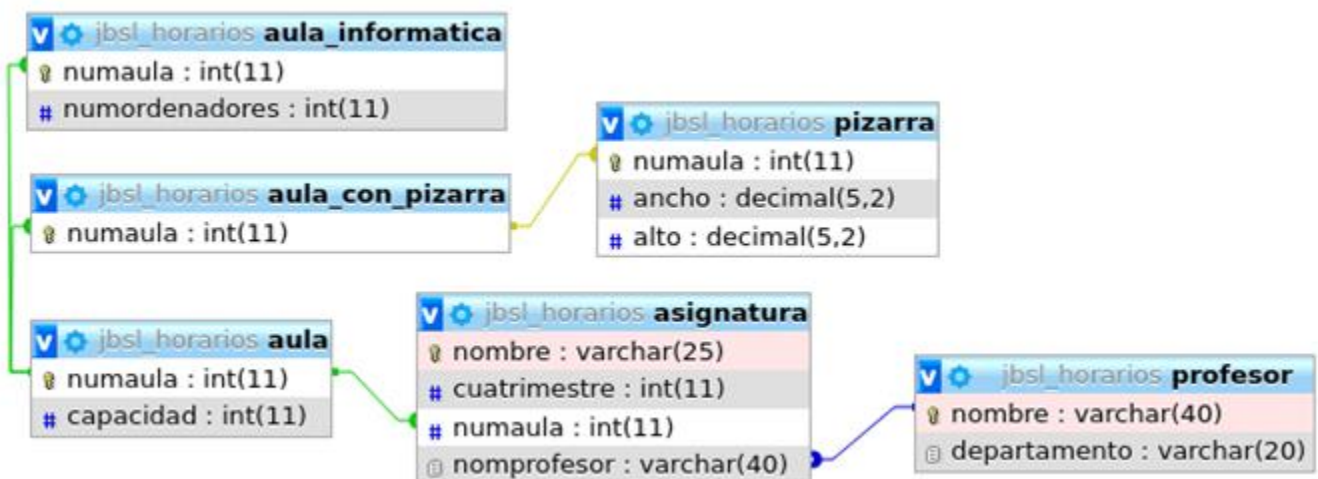 jbsl_horarios aula_informatica
numaula : int(11)
# numordenadores : int(11)
jbsl_horarios aula_con_pizarra
numaula : int(11)
jbsl_horarios pizarra
numaula : int(11)
# ancho : decimal(5,2)
# alto : decimal(5,2)
jbsl_horarios aula
numaula : int(11)
# capacidad : int(11)
jbsl_horarios asignatura
nombre : varchar(25)
# cuatrimestre : int(11)
# numaula : int(11)
nomprofesor : varchar(40)
jbsl_horarios profesor
nombre : varchar(40)
departamento : varchar(20)